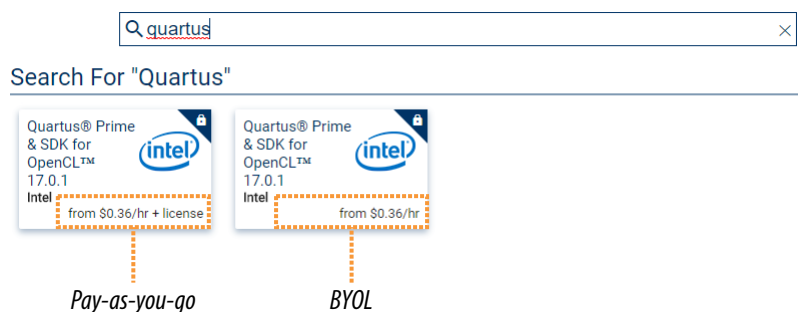 quartus
Search For "Quartus"
Quartus® Prime
& SDK for
OpenCL™
17.0.1
Intel
intel
from $0.36/hr + license
Quartus® Prime
& SDK for
OpenCL™
17.0.1
Intel
intel
from $0.36/hr
Pay-as-you-go
BYOL